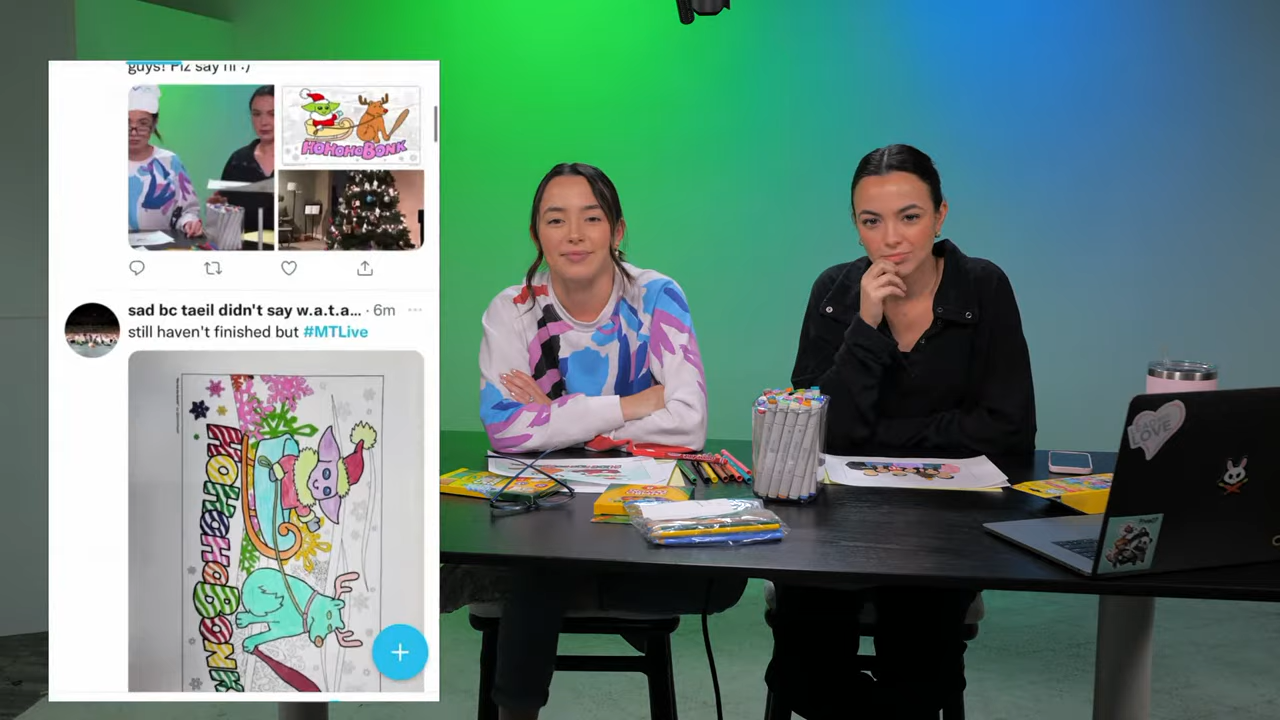 guys! Plz say hi :)
HOHOHOBONK
sad bc taeil didn't say w.a.t.a... · 6m
still haven't finished but #MTLive
HOHOHOBONK
LOVE